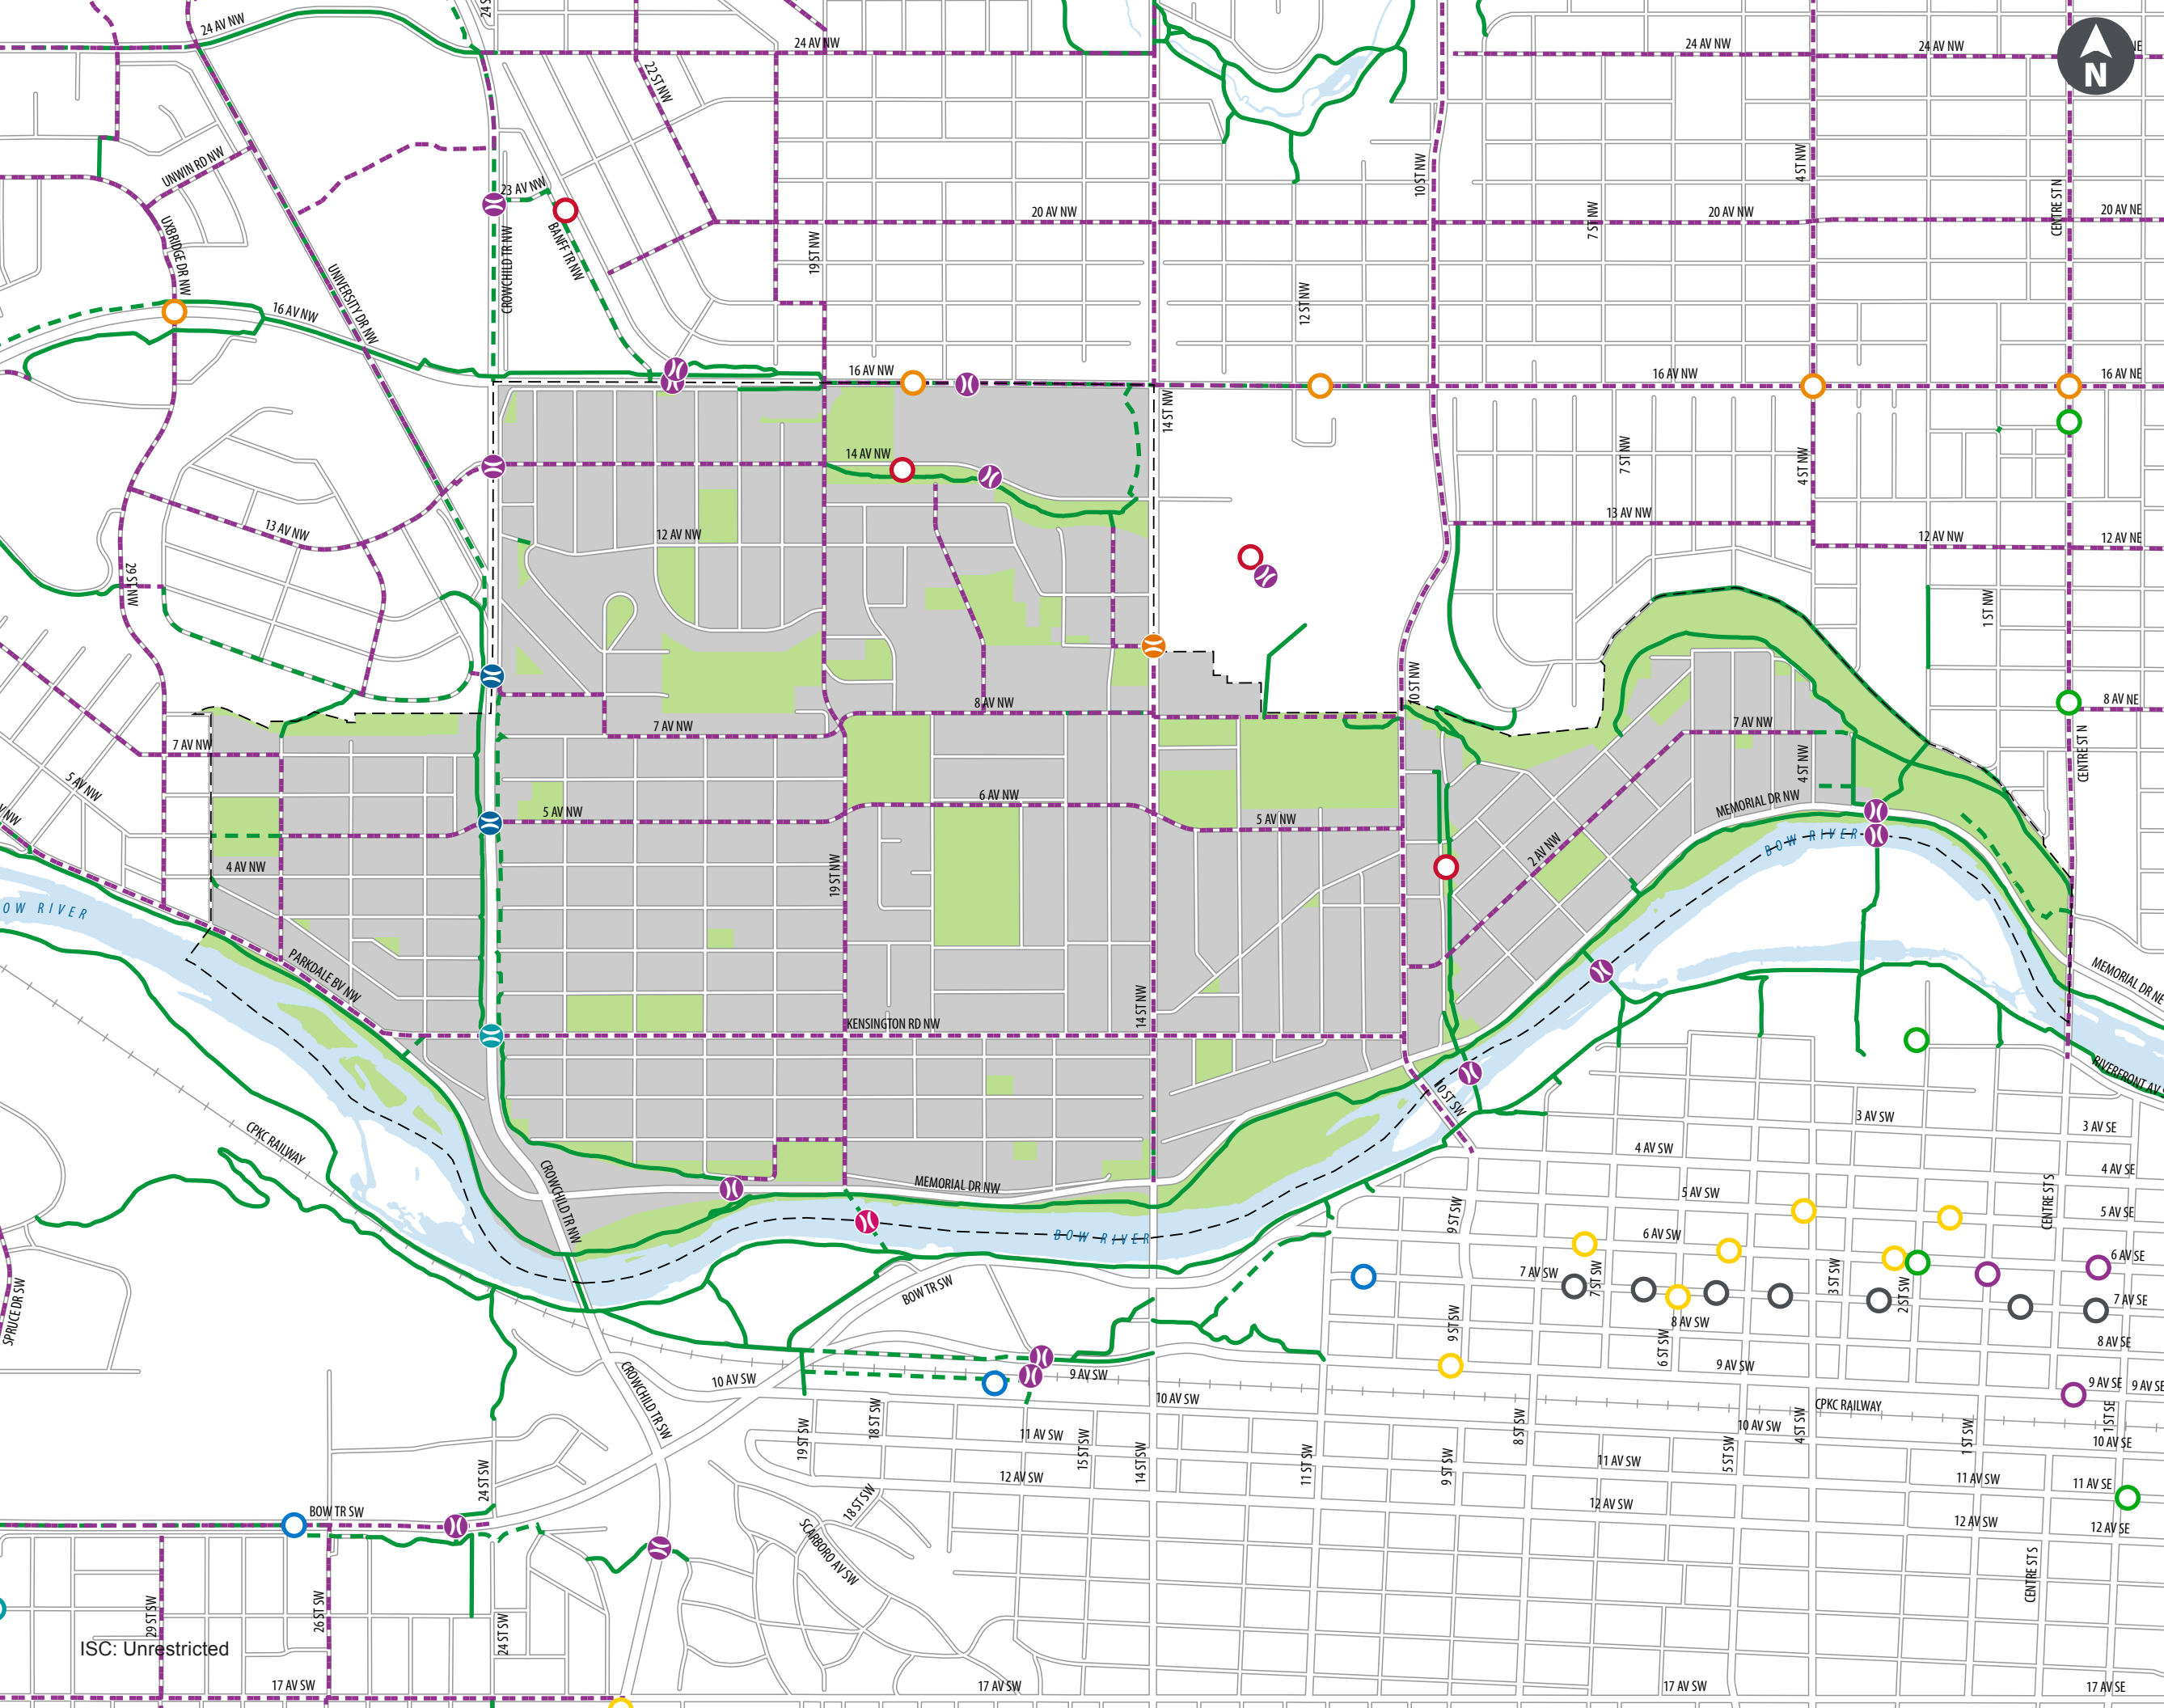 24 AV NW
24 S
22 ST NW
24 AV NW
24 AV NW
24 AV NW
NE
N
UNWIN RD NW
23 AV NW
10 ST NW
4 ST NW
CENTRE ST N
UXBRIDGE DR NW
CROWCHILD TR NW
BANFF TR NW
20 AV NW
20 AV NW
20 AV NE
19 ST NW
7 ST NW
12 ST NW
UNIVERSITY DR NW
16 AV NW
16 AV NW
16 AV NW
16 AV NE
14 ST NW
14 AV NW
7 ST NW
4 ST NW
13 AV NW
13 AV NW
12 AV NW
12 AV NW
12 AV NE
29 ST NW
1 ST NW
10 ST NW
8 AV NW
8 AV NE
7 AV NW
7 AV NW
7 AV NW
CENTRE ST N
4 ST NW
5 AV NW
V NW
5 AV NW
6 AV NW
5 AV NW
MEMORIAL DR NW
BOW RIVER
2 AV NW
4 AV NW
19 ST NW
OW RIVER
PARKDALE BV NW
14 ST NW
KENSINGTON RD NW
MEMORIAL DR NE
RIVERFRONT AV S
10 ST SW
CPKC RAILWAY
3 AV SW
3 AV SE
4 AV SW
4 AV SE
CROWCHILD TR NW
MEMORIAL DR NW
5 AV SW
5 AV SE
CENTRE ST S
9 ST SW
BOW RIVER
6 AV SW
6 AV SE
SPRUCE DR SW
BOW TR SW
7 AV SW
7 ST SW
3 ST SW
2 ST SW
7 AV SE
9 ST SW
8 AV SW
8 AV SE
6 ST SW
CROWCHILD TR SW
10 AV SW
9 AV SW
9 AV SW
9 AV SE
9 AV SE
10 AV SW
CPKC RAILWAY
19 ST SW
18 ST SW
11 AV SW
15 ST SW
14 ST SW
11 ST SW
9 ST SW
8 ST SW
5 ST SW
10 AV SW
4 ST SW
1 ST SW
1 ST SE
10 AV SE
24 ST SW
12 AV SW
11 AV SW
11 AV SW
11 AV SE
BOW TR SW
18 ST SW
12 AV SW
12 AV SW
12 AV SE
SCARBORO AV SW
CENTRE ST S
29 ST SW
26 ST SW
24 ST SW
ISC: Unrestricted
17 AV SW
17 AV SW
17 AV SW
17 AV SE